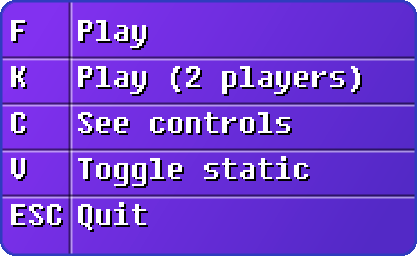 F Play
K Play (2 players)
C See controls
V Toggle static
ESC Quit